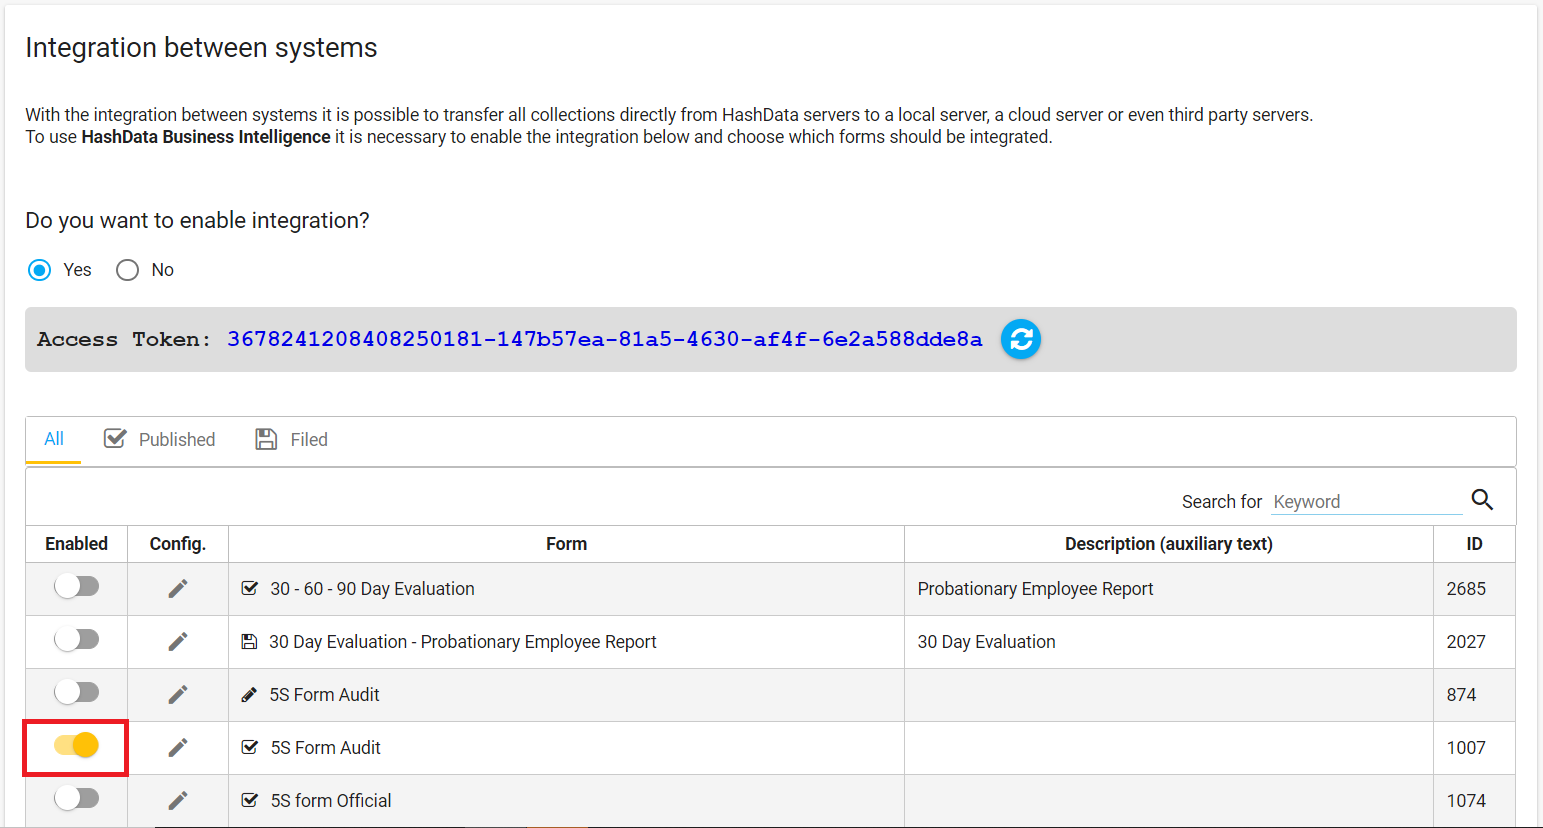 Integration between systems
With the integration between systems it is possible to transfer all collections directly from HashData servers to a local server, a cloud server or even third party servers.
To use HashData Business Intelligence it is necessary to enable the integration below and choose which forms should be integrated.
Do you want to enable integration?
Yes No
Access Token: 3678241208408250181-147b57ea-81a5-4630-af4f-6e2a588dde8a
All Published Filed
Search for Keyword
Enabled Config. Form Description (auxiliary text) ID
30 - 60 - 90 Day Evaluation Probationary Employee Report 2685
30 Day Evaluation - Probationary Employee Report 30 Day Evaluation 2027
5S Form Audit 874
5S Form Audit 1007
5S form Official 1074